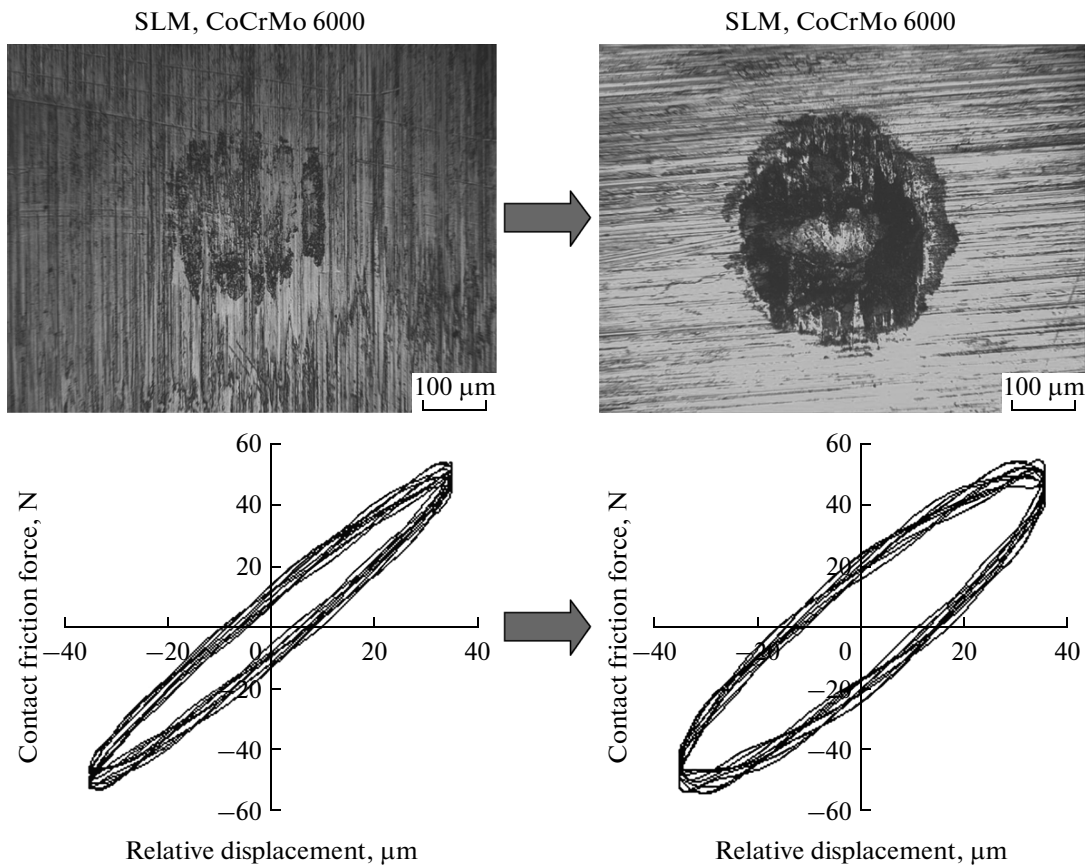 SLM, CoCrMo 6000
SLM, CoCrMo 6000
100 µm
100 µm
Contact friction force, N
60
40
20
−40
−20
0
20
40
−20
−40
−60
Relative displacement, µm
Contact friction force, N
60
40
20
−40
−20
0
20
40
−20
−40
−60
Relative displacement, µm